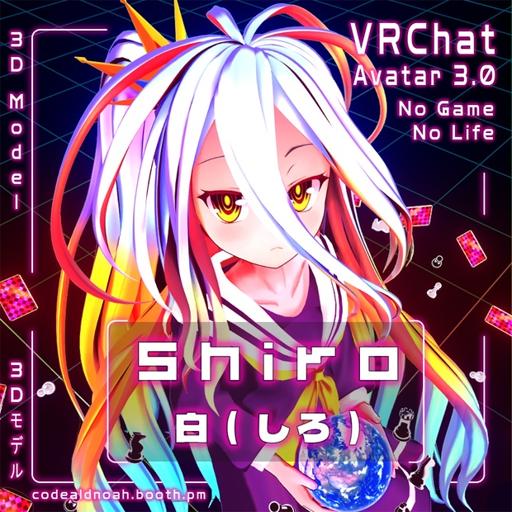 3D Model
VRChat
Avatar 3.0
No Game
No Life
Shiro
白(しろ)
3Dモデル
codealdnoah.booth.pm